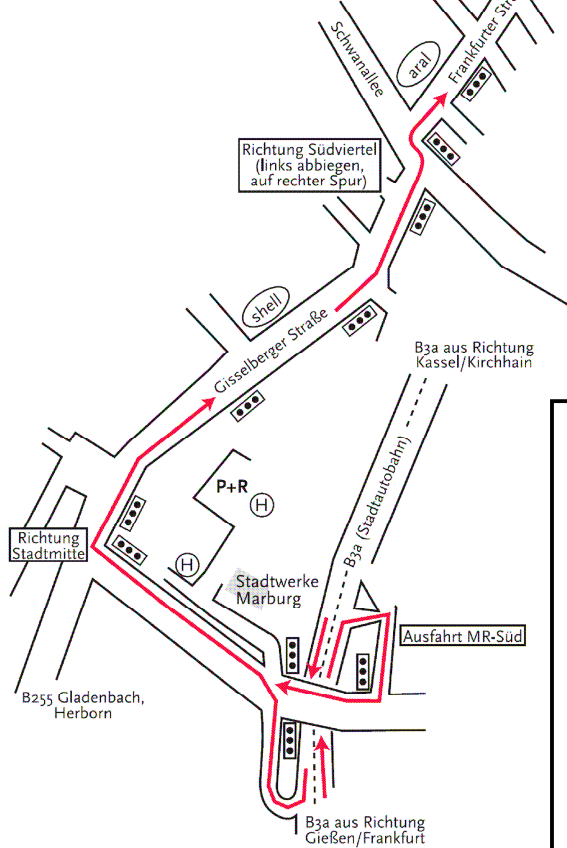 Frankfurter Straße
Schwanallee
aral
Richtung Südviertel
(links abbiegen,
auf rechter Spur)
shell
Gisselberger Straße
B3a aus Richtung
Kassel/Kirchhain
B3a (Stadtautobahn)
P+R
H
Richtung
Stadtmitte
H
Stadtwerke
Marburg
Ausfahrt MR-Süd
B255 Gladenbach,
Herborn
B3a aus Richtung
Gießen/Frankfurt